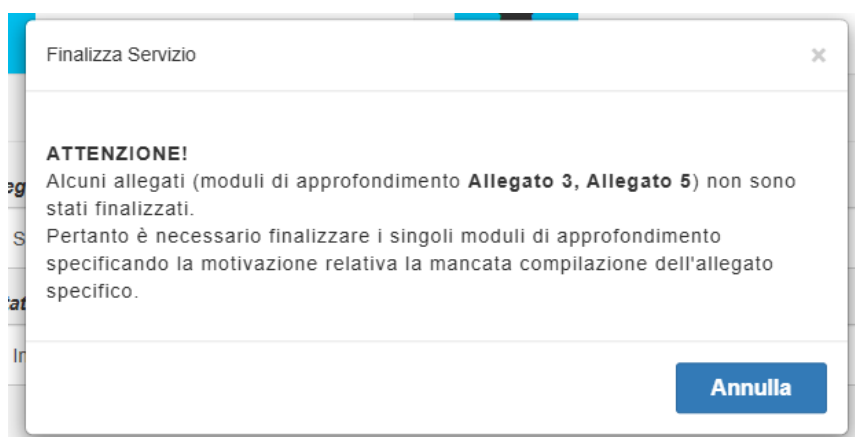 Finalizza Servizio
×
ATTENZIONE!
Alcuni allegati (moduli di approfondimento Allegato 3, Allegato 5) non sono
stati finalizzati.
Pertanto è necessario finalizzare i singoli moduli di approfondimento
specificando la motivazione relativa la mancata compilazione dell'allegato
specifico.
Annulla